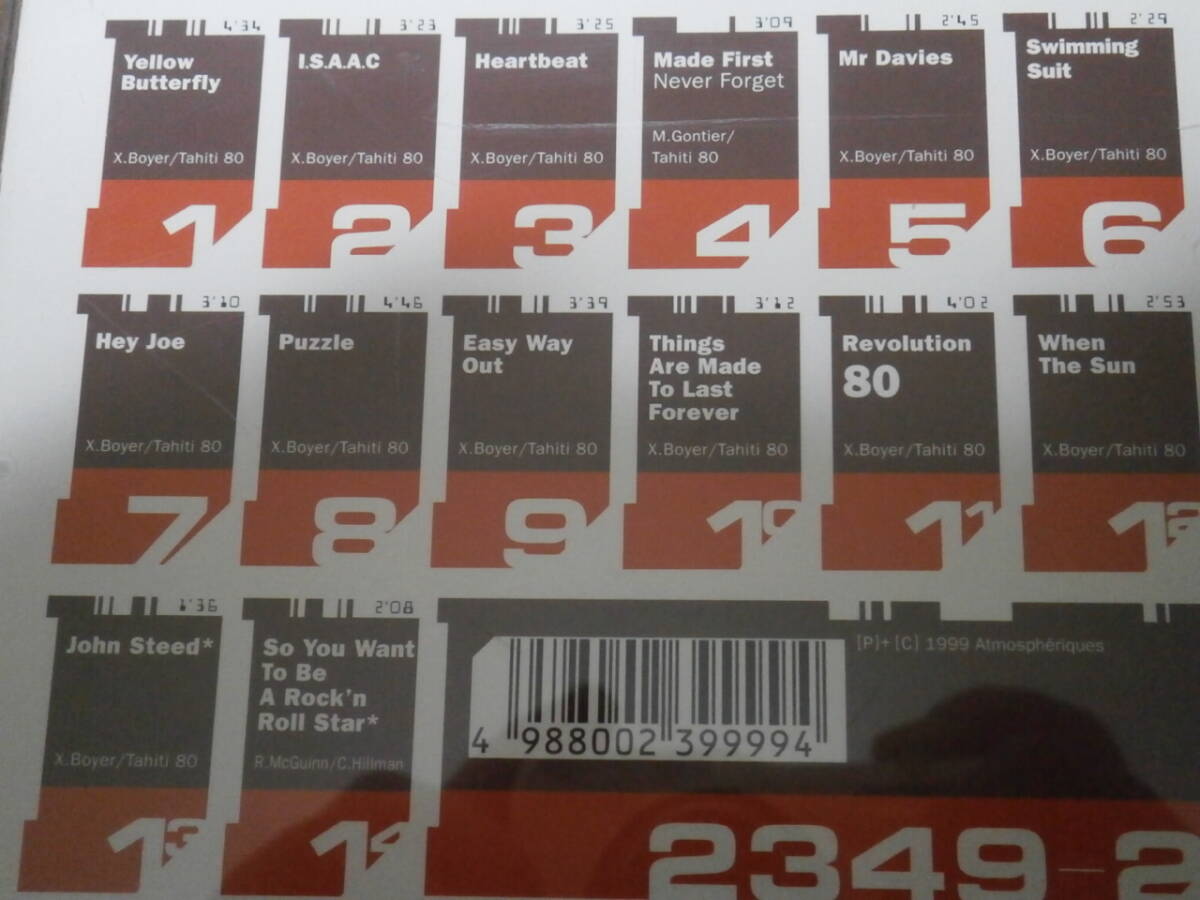 4'34
Yellow
Butterfly
X.Boyer/Tahiti 80
1
3'23
I.S.A.A.C
X.Boyer/Tahiti 80
2
3'25
Heartbeat
X.Boyer/Tahiti 80
3
3'09
Made First
Never Forget
M.Gontier/
Tahiti 80
4
2'45
Mr Davies
X.Boyer/Tahiti 80
5
2'29
Swimming
Suit
X.Boyer/Tahiti 80
6
3'10
Hey Joe
X.Boyer/Tahiti 80
7
4'46
Puzzle
X.Boyer/Tahiti 80
8
3'39
Easy Way
Out
X.Boyer/Tahiti 80
9
3'12
Things
Are Made
To Last
Forever
X.Boyer/Tahiti 80
10
4'02
Revolution
80
X.Boyer/Tahiti 80
11
2'53
When
The Sun
X.Boyer/Tahiti 80
12
1'36
John Steed*
X.Boyer/Tahiti 80
13
2'08
So You Want
To Be
A Rock'n
Roll Star*
R.McGuinn/C.Hillman
14
[P]+[C] 1999 Atmosphériques
4 988002 399994
2349-2